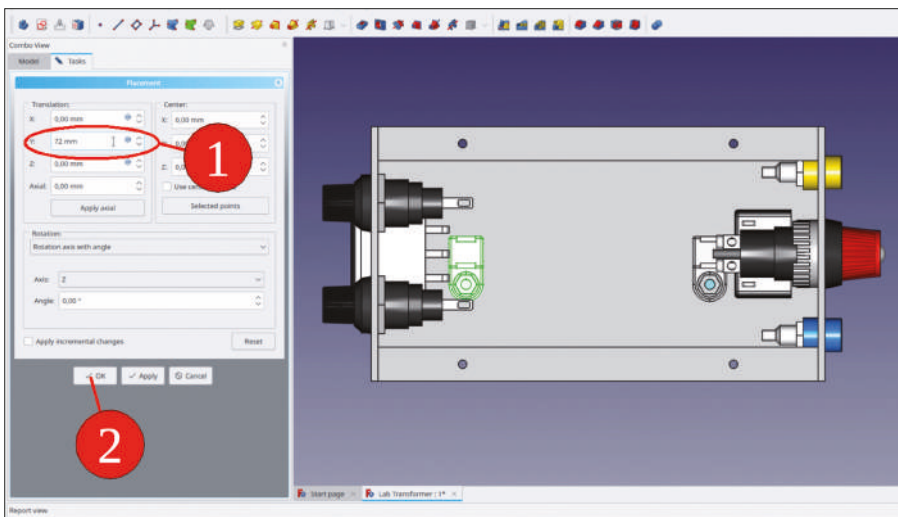 Combo View
Model
Tasks
Placement
Translation:
Center:
X: 0,00 mm
X: 0,00 mm
Y: 72 mm
1
Z: 0,00 mm
Z:
Axial: 0,00 mm
Apply axial
Selected points
Rotation:
Rotation axis with angle
Axis: Z
Angle: 0,00 °
Apply incremental changes
Reset
OK
Apply
Cancel
2
Start page
Lab Transformer : 1*
Report view